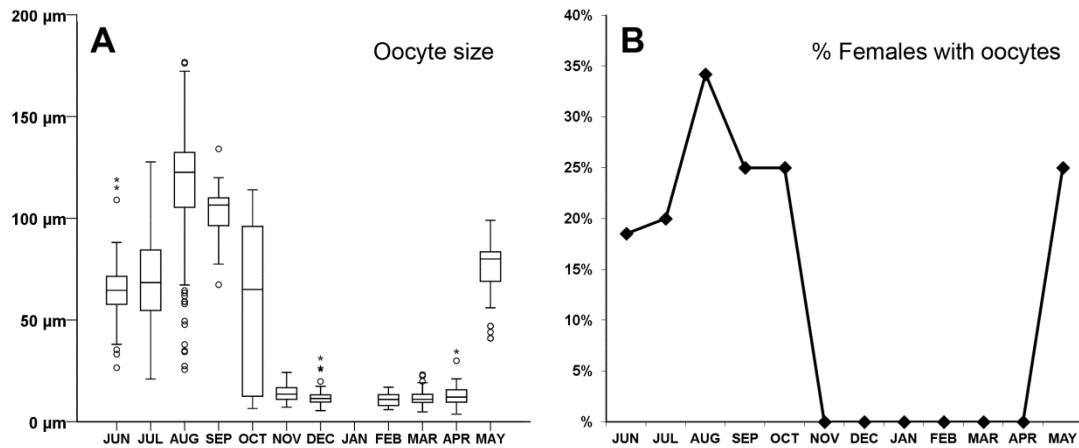 A
Oocyte size
200 µm
150 µm
100 µm
50 µm
0 µm
JUN JUL AUG SEP OCT NOV DEC JAN FEB MAR APR MAY
B
% Females with oocytes
40%
35%
30%
25%
20%
15%
10%
5%
%
JUN JUL AUG SEP OCT NOV DEC JAN FEB MAR APR MAY